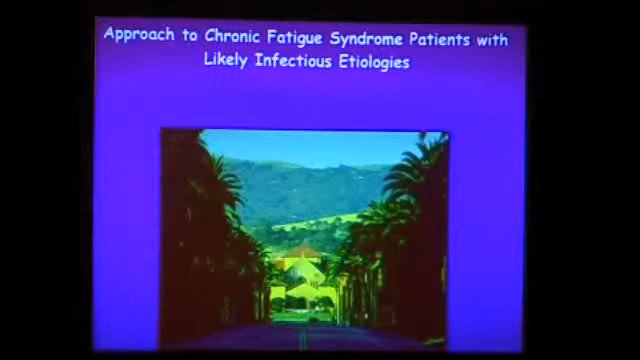 Approach to Chronic Fatigue Syndrome Patients with
Likely Infectious Etiologies